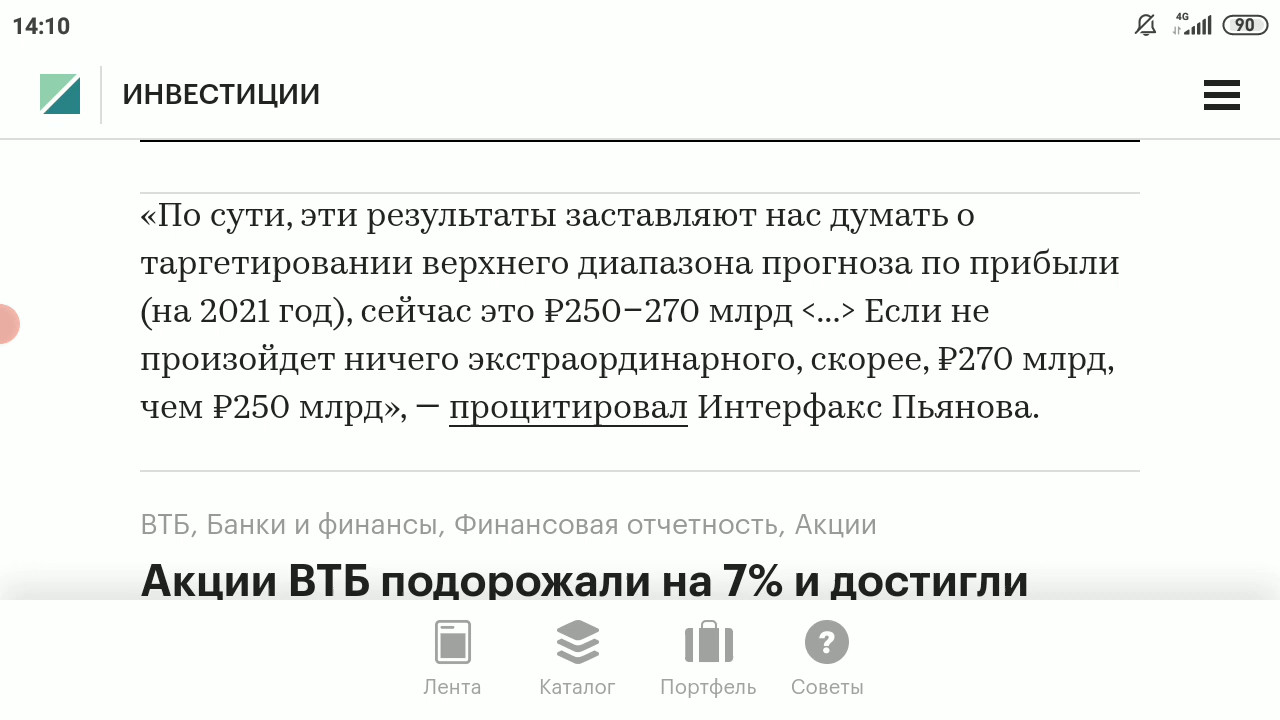 14:10
4G
90
ИНВЕСТИЦИИ
«По сути, эти результаты заставляют нас думать о
таргетировании верхнего диапазона прогноза по прибыли
(на 2021 год), сейчас это ₽250–270 млрд <...> Если не
произойдет ничего экстраординарного, скорее, ₽270 млрд,
чем ₽250 млрд», — процитировал Интерфакс Пьянова.
ВТБ, Банки и финансы, Финансовая отчетность, Акции
Акции ВТБ подорожали на 7% и достигли
Лента
Каталог
Портфель
Советы